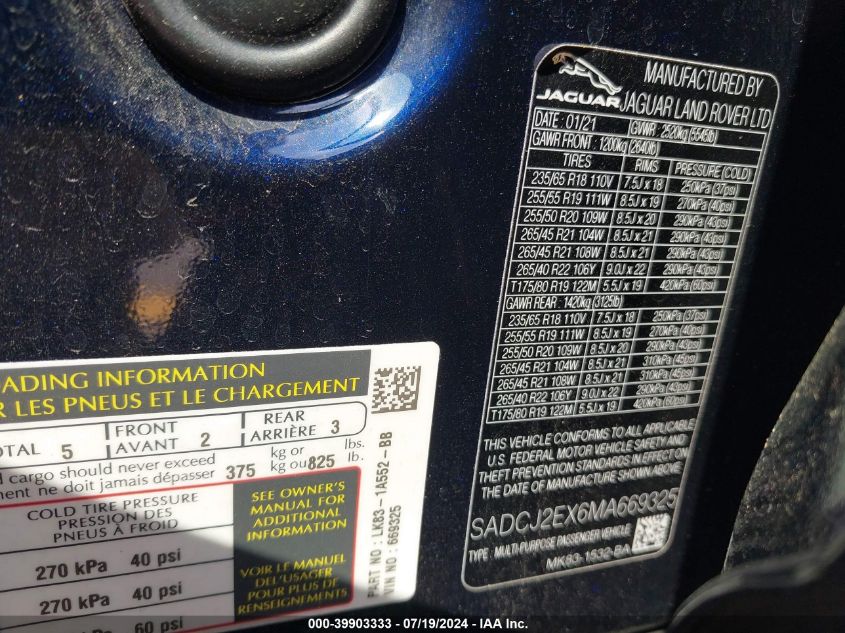 JAGUAR
MANUFACTURED BY
JAGUAR LAND ROVER LTD
DATE : 01/21 GVWR : 2520kg (5545lb)
GAWR FRONT : 1200kg (2640lb)
TIRES RIMS PRESSURE (COLD)
235/65 R18 110V 7.5J x 18 250kPa (37psi)
255/55 R19 111W 8.5J x 19 270kPa (40psi)
255/50 R20 109W 8.5J x 20 290kPa (43psi)
265/45 R21 104W 8.5J x 21 290kPa (43psi)
265/45 R21 108W 8.5J x 21 290kPa (43psi)
265/40 R22 106Y 9.0J x 22 290kPa (43psi)
T175/80 R19 122M 5.5J x 19 420kPa (60psi)
GAWR REAR : 1420kg (3125lb)
235/65 R18 110V 7.5J x 18 250kPa (37psi)
255/55 R19 111W 8.5J x 19 270kPa (40psi)
255/50 R20 109W 8.5J x 20 290kPa (43psi)
265/45 R21 104W 8.5J x 21 310kPa (45psi)
265/45 R21 108W 8.5J x 21 310kPa (45psi)
265/40 R22 106Y 9.0J x 22 290kPa (43psi)
T175/80 R19 122M 5.5J x 19 420kPa (60psi)
THIS VEHICLE CONFORMS TO ALL APPLICABLE
U.S. FEDERAL MOTOR VEHICLE SAFETY AND
THEFT PREVENTION STANDARDS IN EFFECT
ON THE DATE OF MANUFACTURE SHOWN ABOVE.
SADCJ2EX6MA669325
TYPE : MULTI-PURPOSE PASSENGER VEHICLE
MK83-1532-BA
OADING INFORMATION
R LES PNEUS ET LE CHARGEMENT
OTAL 5 FRONT AVANT 2 REAR ARRIÈRE 3
d cargo should never exceed
ment ne doit jamais dépasser 375 kg or kg ou 825 lbs. lb.
COLD TIRE PRESSURE
PRESSION DES
PNEUS À FROID
270 kPa 40 psi
270 kPa 40 psi
60 psi
SEE OWNER'S
MANUAL FOR
ADDITIONAL
INFORMATION
VOIR LE MANUEL
DE L'USAGER
POUR PLUS DE
RENSEIGNEMENTS
PART NO : LK83-1A552-BB
VIN NO : 669325
000-39903333 - 07/19/2024 - IAA Inc.